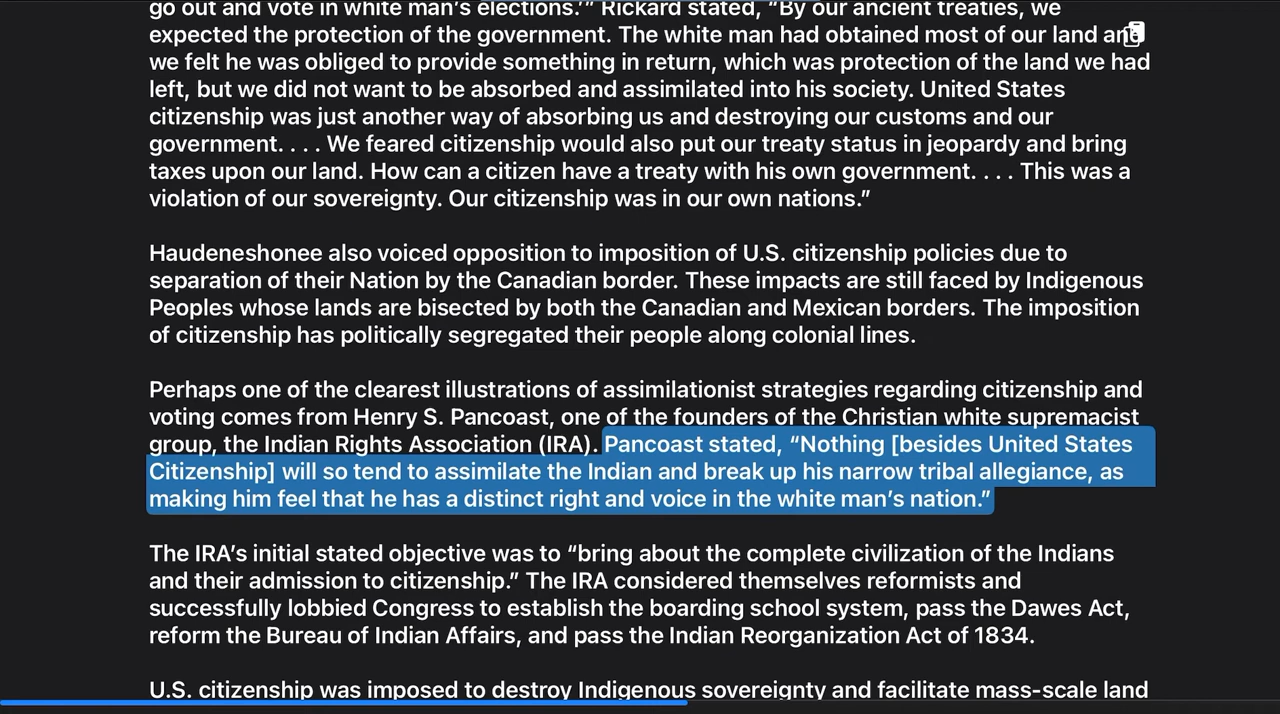 go out and vote in white man’s elections.’” Rickard stated, “By our ancient treaties, we
expected the protection of the government. The white man had obtained most of our land and
we felt he was obliged to provide something in return, which was protection of the land we had
left, but we did not want to be absorbed and assimilated into his society. United States
citizenship was just another way of absorbing us and destroying our customs and our
government. . . . We feared citizenship would also put our treaty status in jeopardy and bring
taxes upon our land. How can a citizen have a treaty with his own government. . . . This was a
violation of our sovereignty. Our citizenship was in our own nations.”
Haudeneshonee also voiced opposition to imposition of U.S. citizenship policies due to
separation of their Nation by the Canadian border. These impacts are still faced by Indigenous
Peoples whose lands are bisected by both the Canadian and Mexican borders. The imposition
of citizenship has politically segregated their people along colonial lines.
Perhaps one of the clearest illustrations of assimilationist strategies regarding citizenship and
voting comes from Henry S. Pancoast, one of the founders of the Christian white supremacist
group, the Indian Rights Association (IRA). Pancoast stated, “Nothing [besides United States
Citizenship] will so tend to assimilate the Indian and break up his narrow tribal allegiance, as
making him feel that he has a distinct right and voice in the white man’s nation.”
The IRA’s initial stated objective was to “bring about the complete civilization of the Indians
and their admission to citizenship.” The IRA considered themselves reformists and
successfully lobbied Congress to establish the boarding school system, pass the Dawes Act,
reform the Bureau of Indian Affairs, and pass the Indian Reorganization Act of 1834.
U.S. citizenship was imposed to destroy Indigenous sovereignty and facilitate mass-scale land